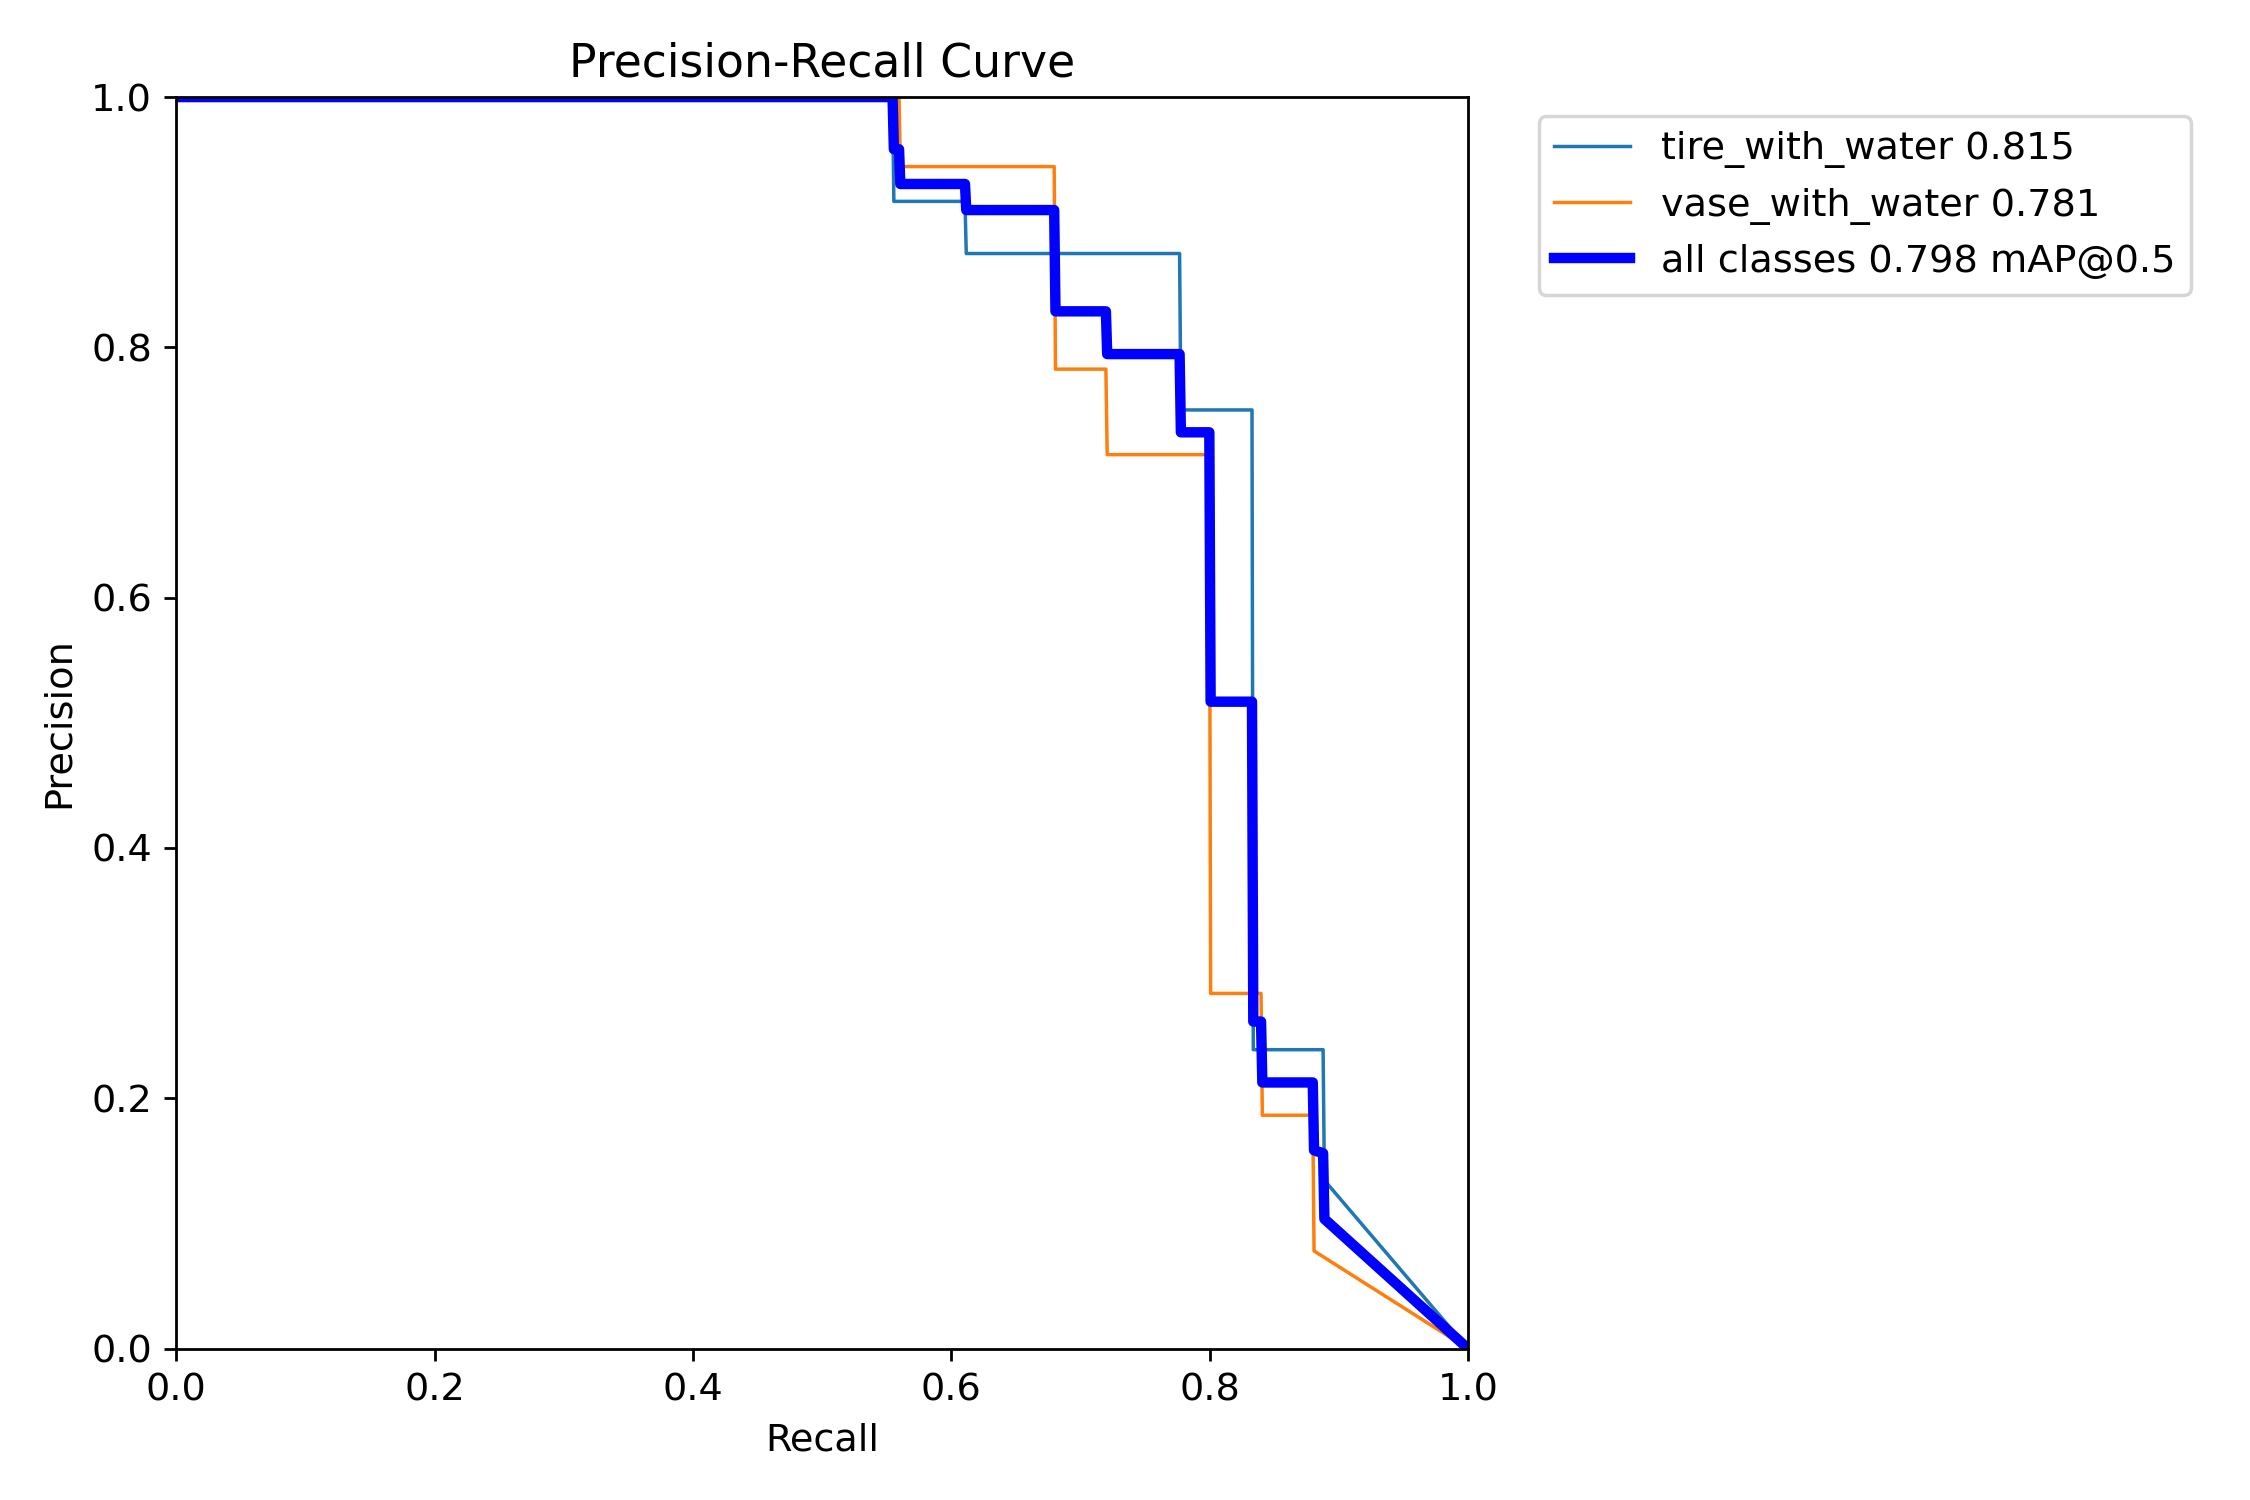 Precision-Recall Curve
1.0
0.8
0.6
0.4
0.2
0.0
Precision
0.0 0.2 0.4 0.6 0.8 1.0
Recall
tire_with_water 0.815
vase_with_water 0.781
all classes 0.798 mAP@0.5